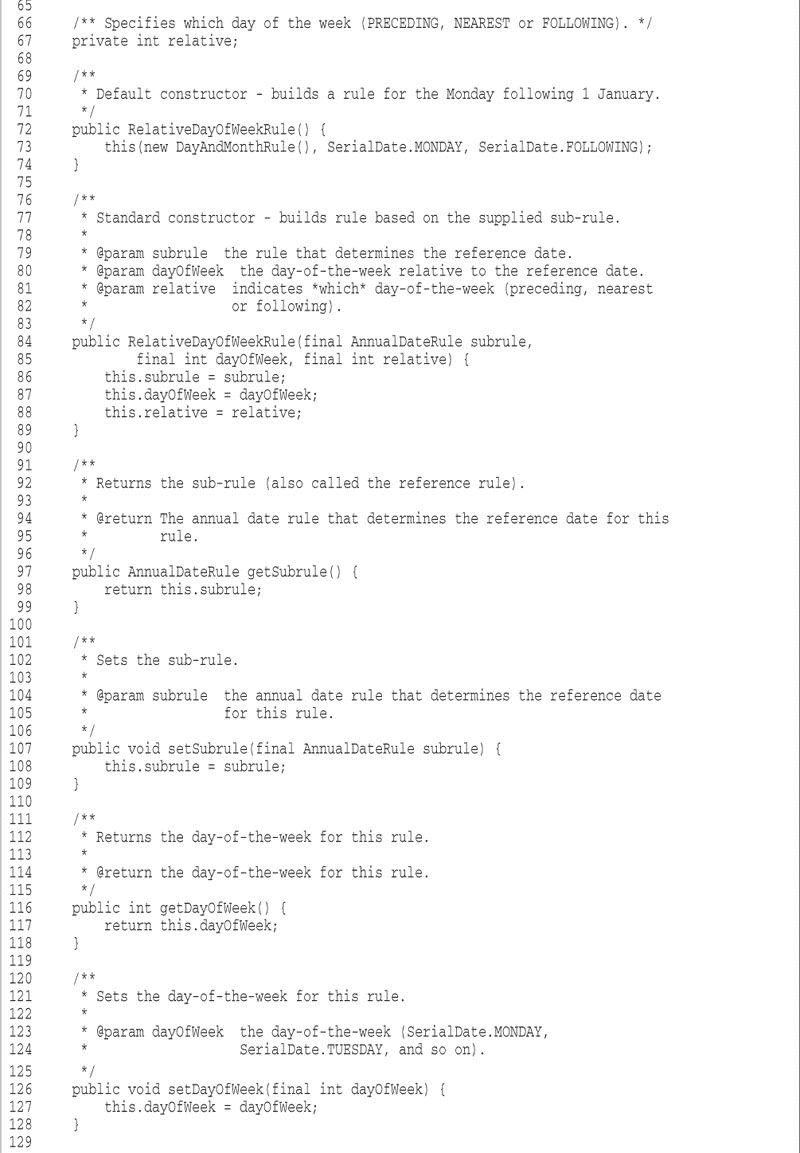 65
66 /** Specifies which day of the week (PRECEDING, NEAREST or FOLLOWING). */
67 private int relative;
68
69 /**
70 * Default constructor - builds a rule for the Monday following 1 January.
71 */
72 public RelativeDayOfWeekRule() {
73 this(new DayAndMonthRule(), SerialDate.MONDAY, SerialDate.FOLLOWING);
74 }
75
76 /**
77 * Standard constructor - builds rule based on the supplied sub-rule.
78 *
79 * @param subrule the rule that determines the reference date.
80 * @param dayOfWeek the day-of-the-week relative to the reference date.
81 * @param relative indicates *which* day-of-the-week (preceding, nearest
82 * or following).
83 */
84 public RelativeDayOfWeekRule(final AnnualDateRule subrule,
85 final int dayOfWeek, final int relative) {
86 this.subrule = subrule;
87 this.dayOfWeek = dayOfWeek;
88 this.relative = relative;
89 }
90
91 /**
92 * Returns the sub-rule (also called the reference rule).
93 *
94 * @return The annual date rule that determines the reference date for this
95 * rule.
96 */
97 public AnnualDateRule getSubrule() {
98 return this.subrule;
99 }
100
101 /**
102 * Sets the sub-rule.
103 *
104 * @param subrule the annual date rule that determines the reference date
105 * for this rule.
106 */
107 public void setSubrule(final AnnualDateRule subrule) {
108 this.subrule = subrule;
109 }
110
111 /**
112 * Returns the day-of-the-week for this rule.
113 *
114 * @return the day-of-the-week for this rule.
115 */
116 public int getDayOfWeek() {
117 return this.dayOfWeek;
118 }
119
120 /**
121 * Sets the day-of-the-week for this rule.
122 *
123 * @param dayOfWeek the day-of-the-week (SerialDate.MONDAY,
124 * SerialDate.TUESDAY, and so on).
125 */
126 public void setDayOfWeek(final int dayOfWeek) {
127 this.dayOfWeek = dayOfWeek;
128 }
129